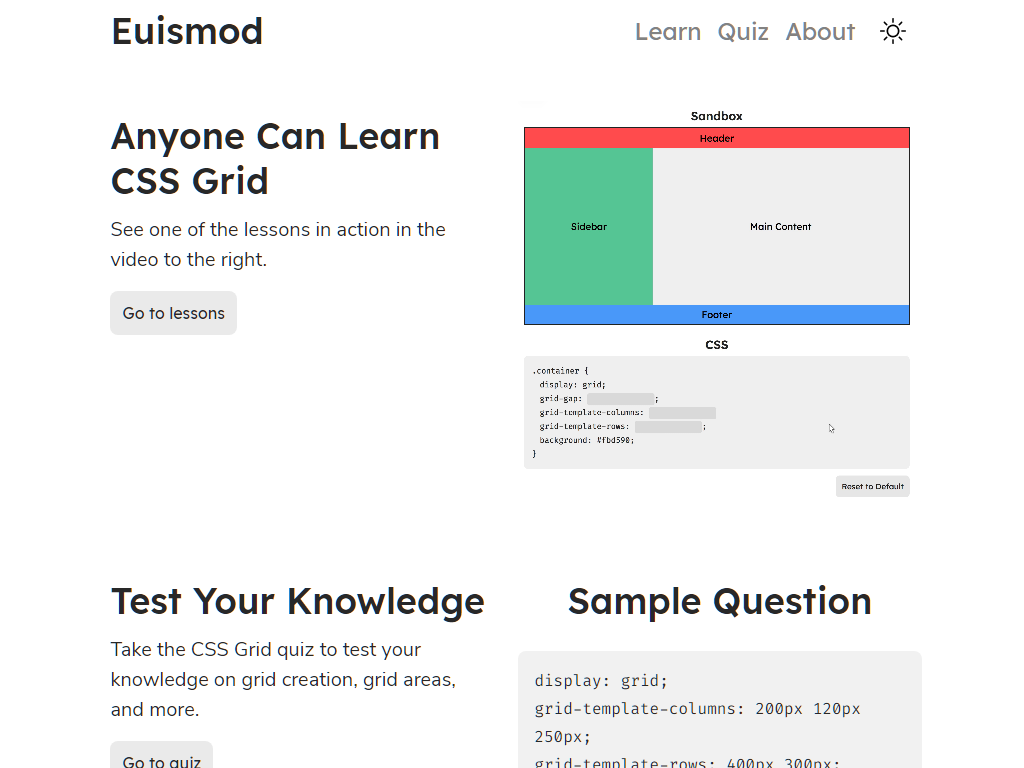 Euismod
Learn Quiz About
Anyone Can Learn
CSS Grid
See one of the lessons in action in the
video to the right.
Go to lessons
Sandbox
Header
Sidebar
Main Content
Footer
CSS
.container {
display: grid;
grid-gap: ;
grid-template-columns:
grid-template-rows: ;
background: #fbd590;
}
Reset to Default
Test Your Knowledge
Take the CSS Grid quiz to test your
knowledge on grid creation, grid areas,
and more.
Go to quiz
Sample Question
display: grid;
grid-template-columns: 200px 120px
250px;
grid-template-rows: 400px 300px;